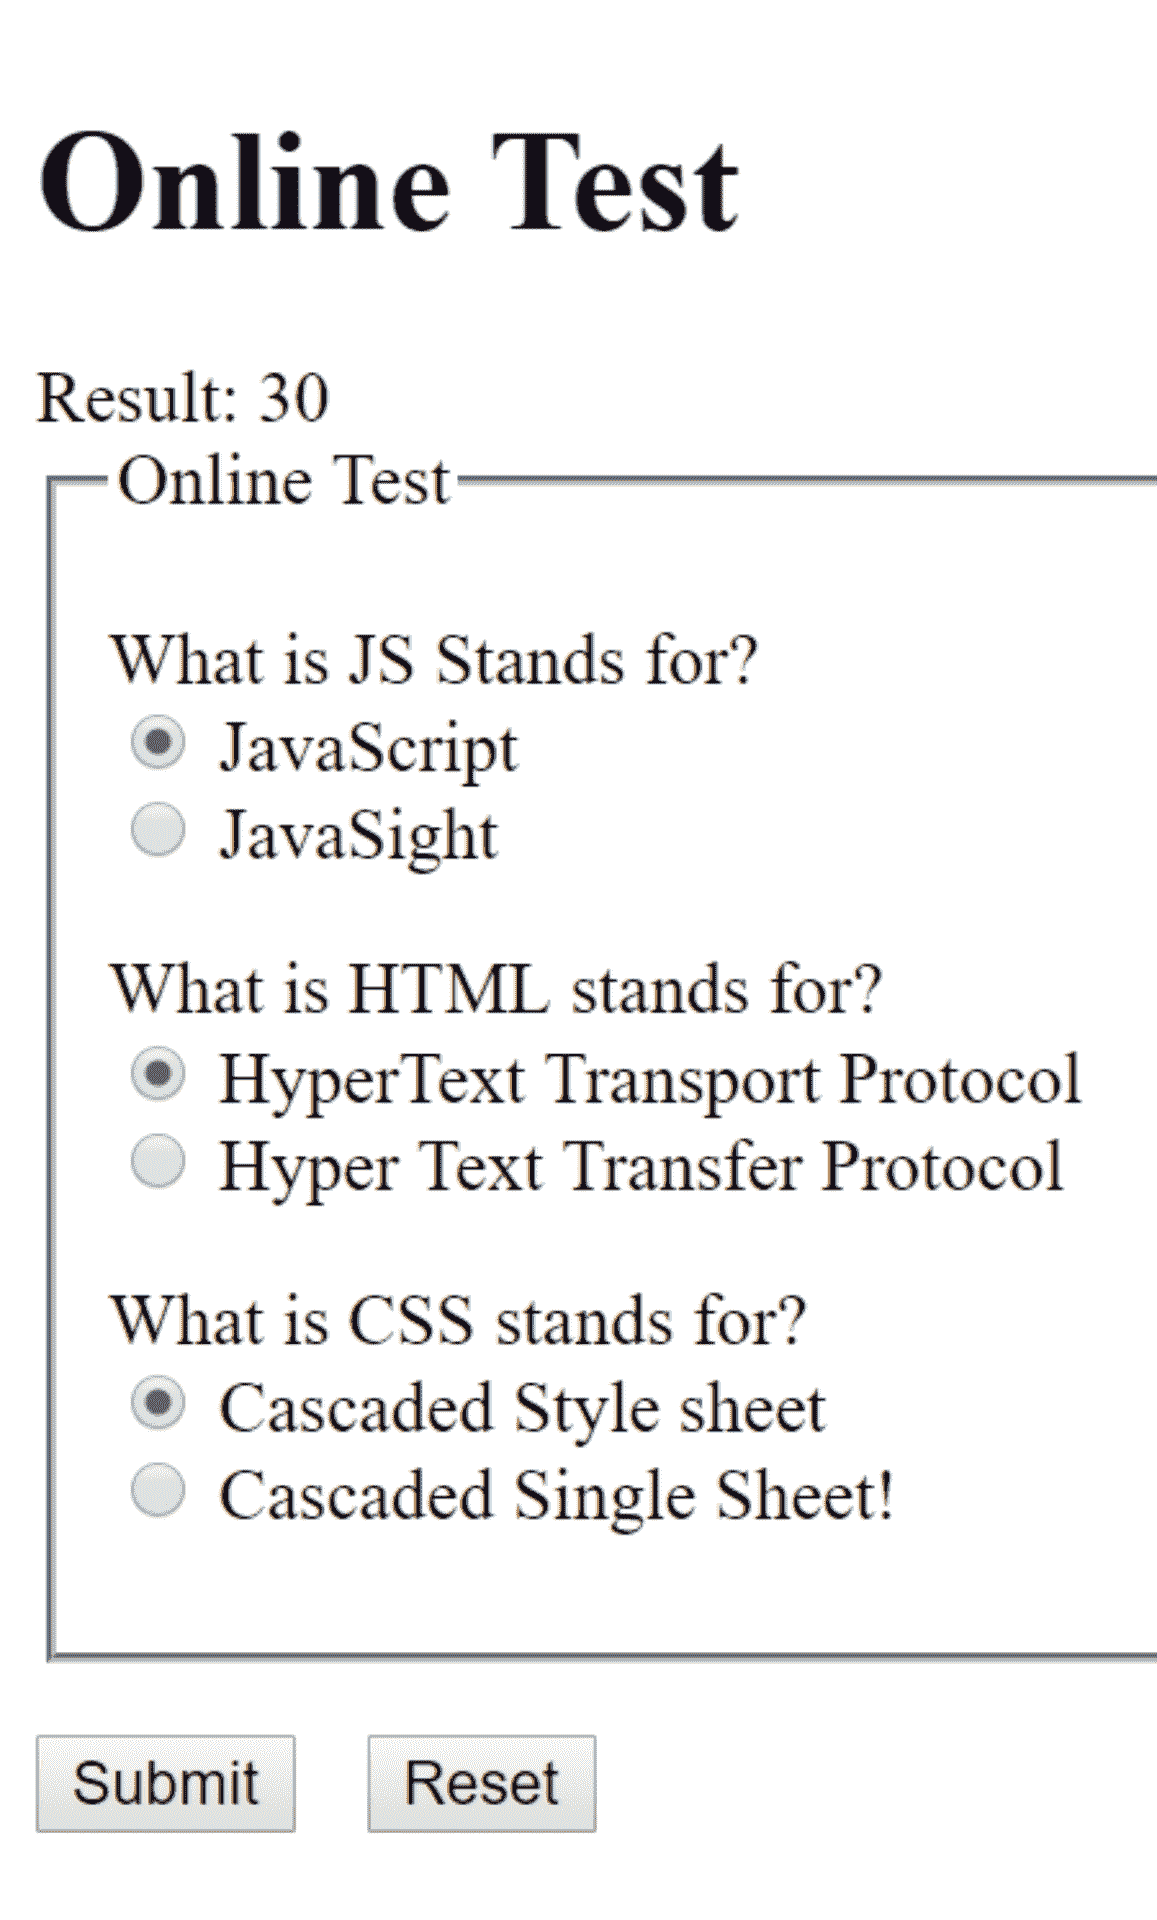 Online Test
Result: 30
Online Test
What is JS Stands for?
JavaScript
JavaSight
What is HTML stands for?
HyperText Transport Protocol
Hyper Text Transfer Protocol
What is CSS stands for?
Cascaded Style sheet
Cascaded Single Sheet!
Submit Reset